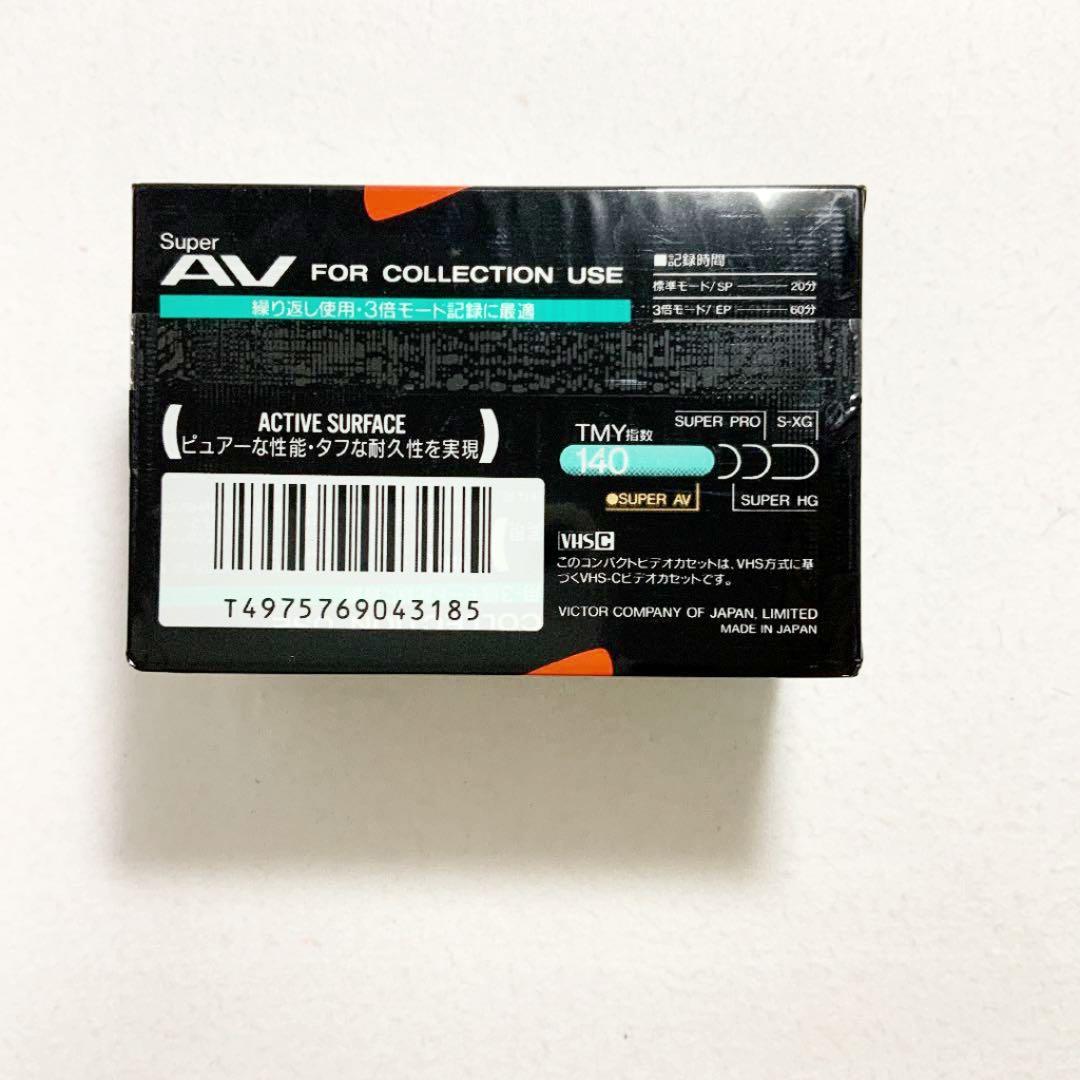 Super
AV FOR COLLECTION USE
繰り返し使用・3倍モード記録に最適
■記録時間
標準モード/SP 20分
3倍モード/EP 60分
ACTIVE SURFACE
ピュアーな性能・タフな耐久性を実現
TMY指数
SUPER PRO
S-XG
140
●SUPER AV
SUPER HG
VHSC
このコンパクトビデオカセットは、VHS方式に基
づくVHS-Cビデオカセットです。
VICTOR COMPANY OF JAPAN, LIMITED
MADE IN JAPAN
T4975769043185